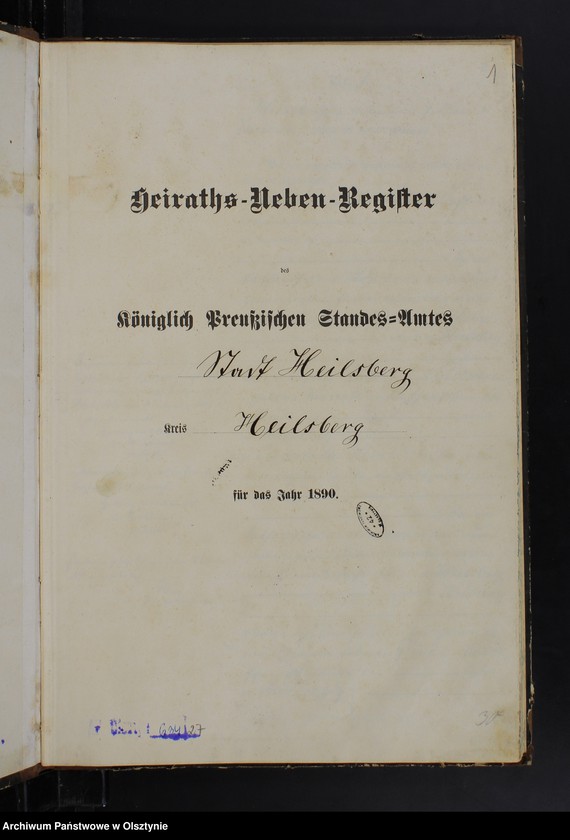 1
Heiraths-Neben-Register
des
Königlich Preußischen Standes-Amtes
Stadt Heilsberg
Kreis Heilsberg
für das Jahr 1890.
Archiwum Państwowe w Olsztynie